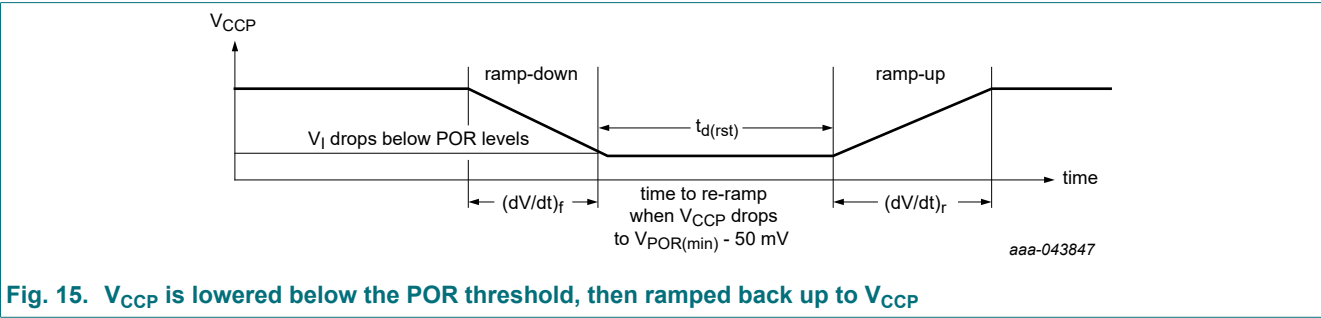 VCCP
ramp-down
ramp-up
td(rst)
VI drops below POR levels
time
(dV/dt)f
time to re-ramp
when VCCP drops
to VPOR(min) - 50 mV
(dV/dt)r
aaa-043847
Fig. 15. VCCP is lowered below the POR threshold, then ramped back up to VCCP